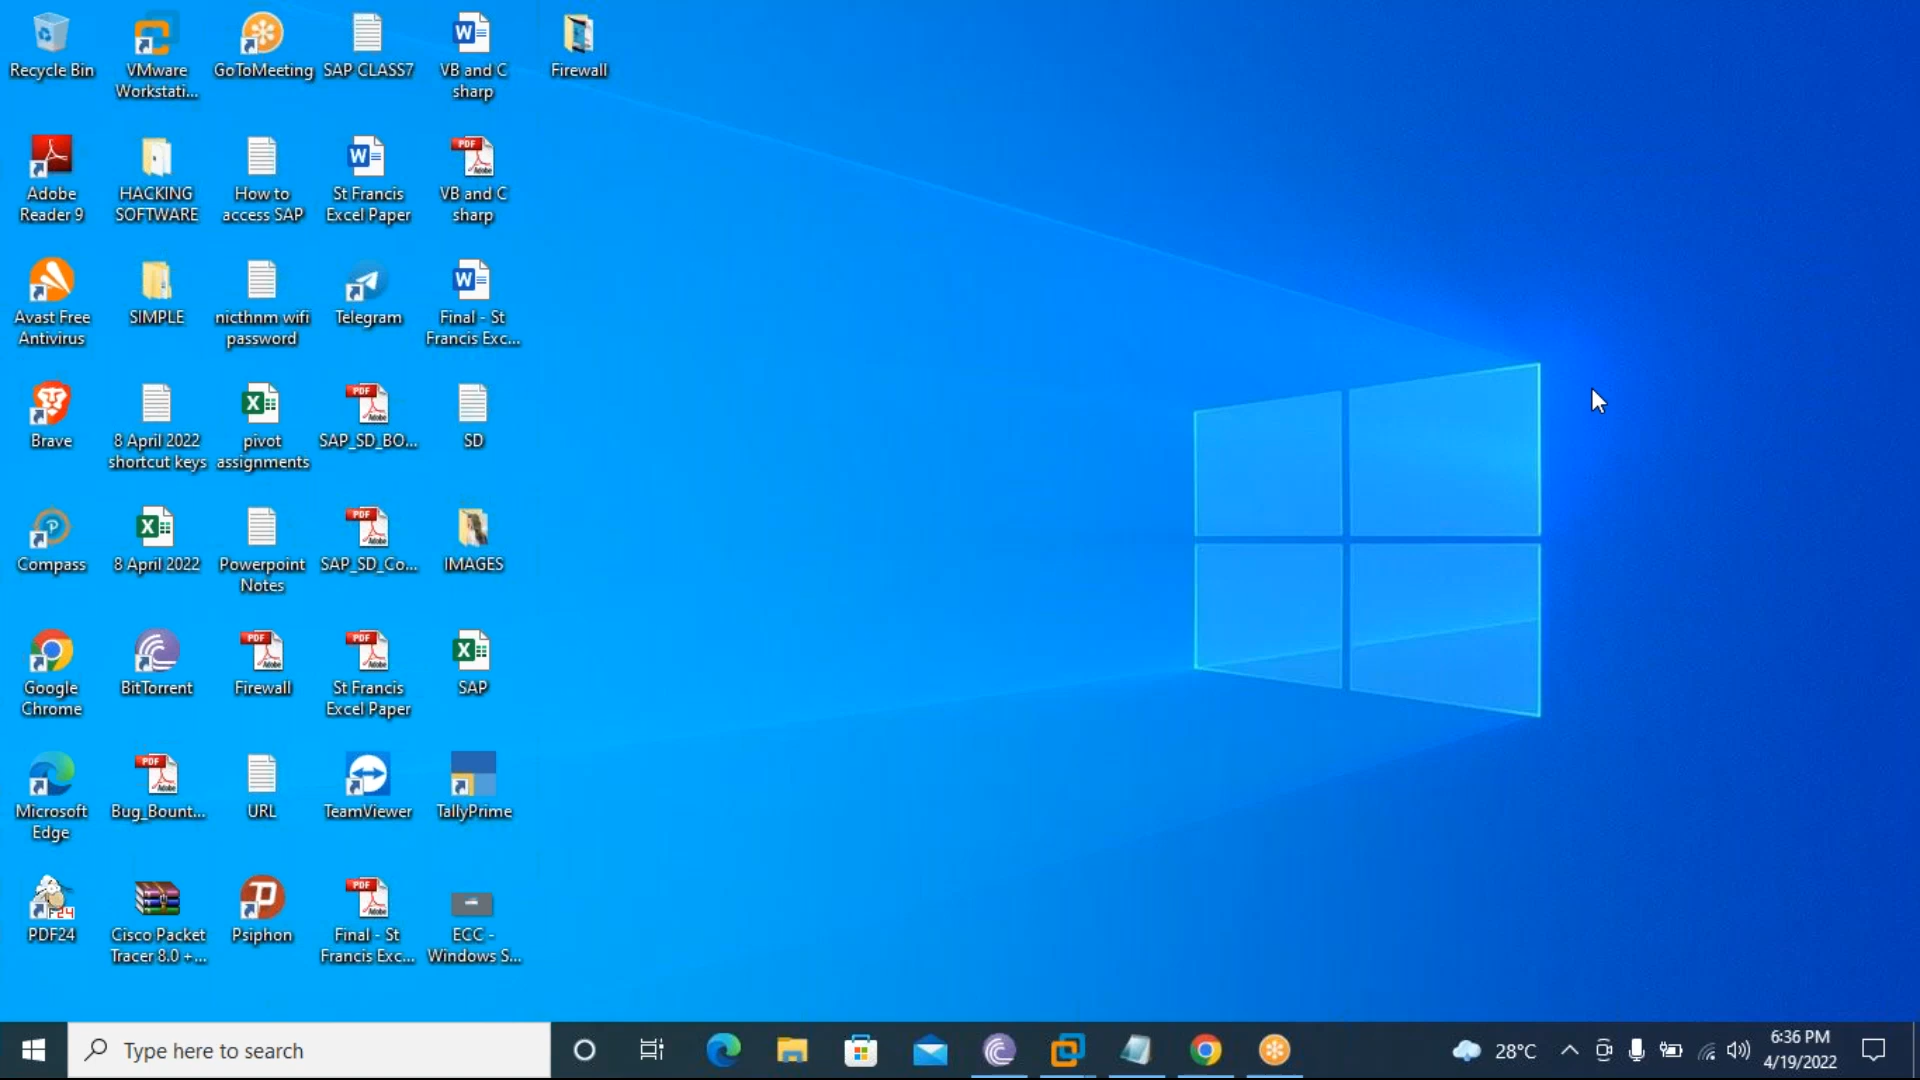 Recycle Bin
VMware
Workstati...
GoToMeeting
SAP CLASS7
VB and C
sharp
Firewall
Adobe
Reader 9
HACKING
SOFTWARE
How to
access SAP
St Francis
Excel Paper
VB and C
sharp
Avast Free
Antivirus
SIMPLE
nicthnm wifi
password
Telegram
Final - St
Francis Exc...
Brave
8 April 2022
shortcut keys
pivot
assignments
SAP_SD_BO...
SD
Compass
8 April 2022
Powerpoint
Notes
SAP_SD_Co...
IMAGES
Google
Chrome
BitTorrent
Firewall
St Francis
Excel Paper
SAP
Microsoft
Edge
Bug_Bount...
URL
TeamViewer
TallyPrime
PDF24
Cisco Packet
Tracer 8.0 +...
Psiphon
Final - St
Francis Exc...
ECC -
Windows S...
Type here to search
28°C
6:36 PM
4/19/2022